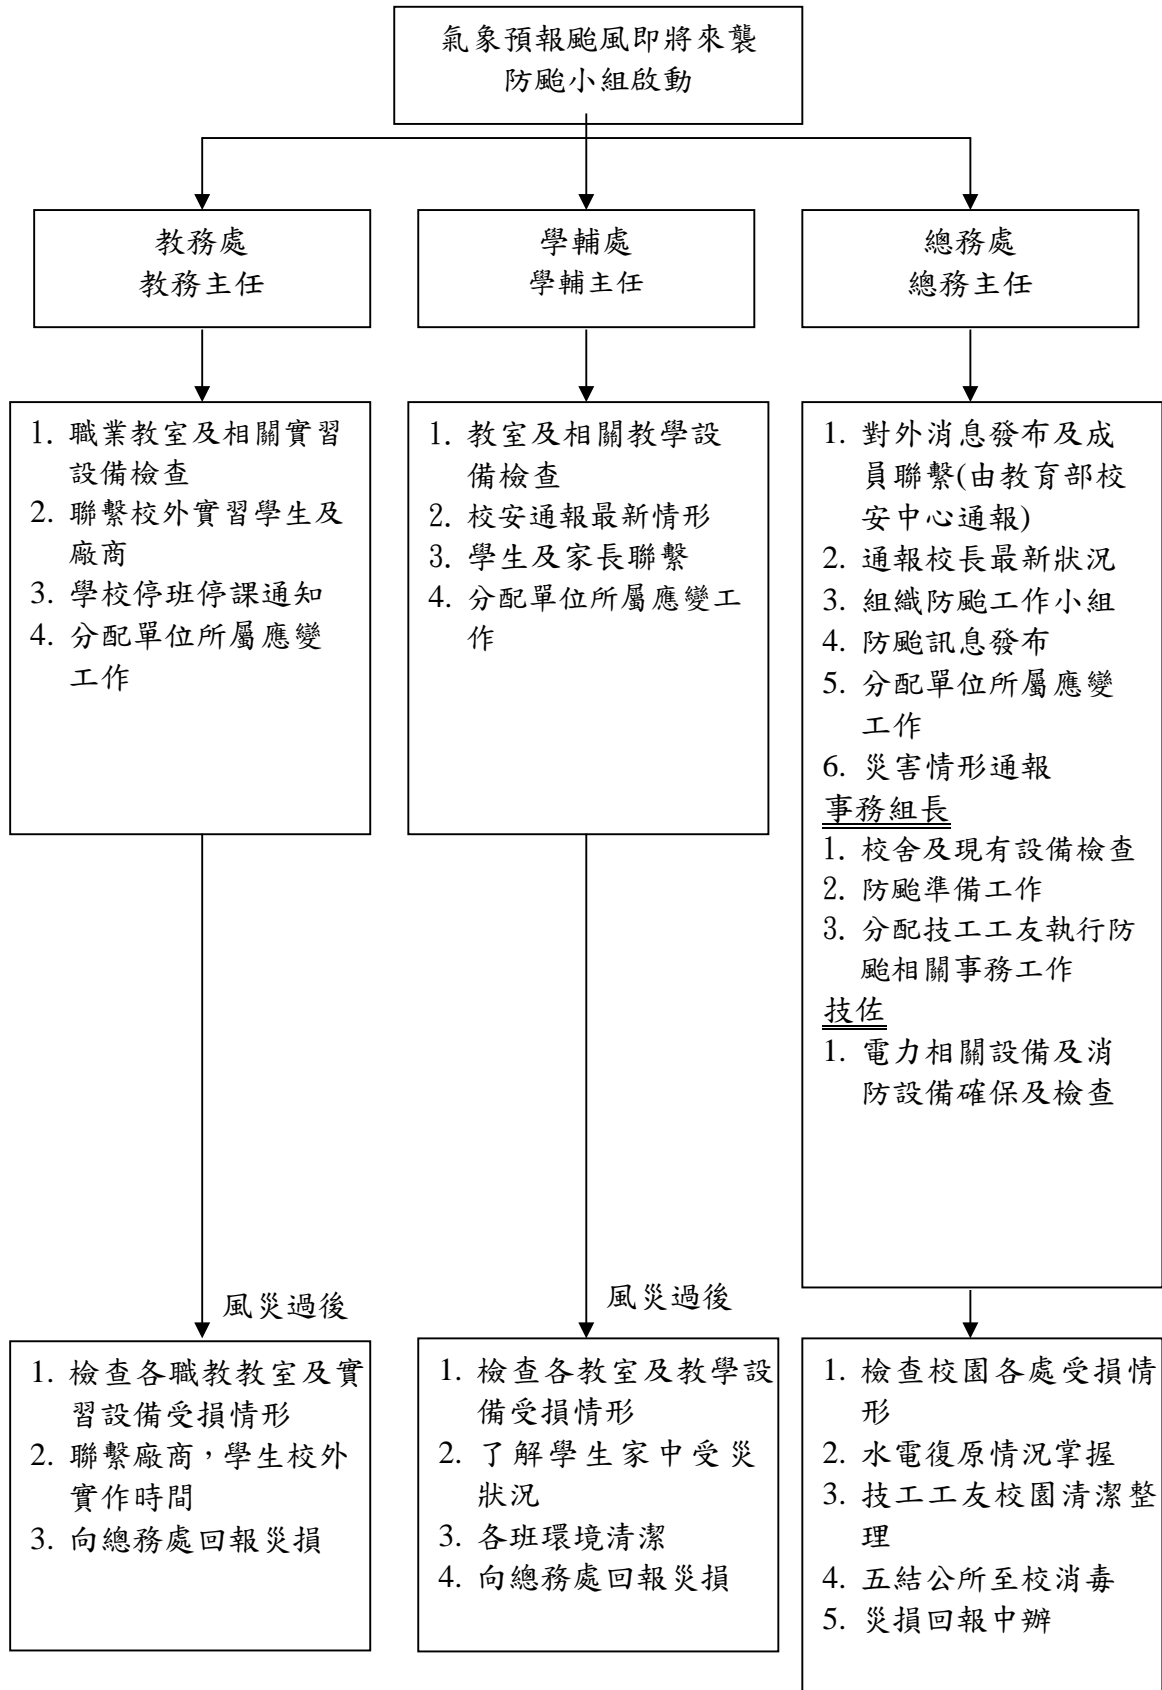 氣象預報颱風即將來襲
防颱小組啟動
教務處
教務主任
學輔處
學輔主任
總務處
總務主任
1. 職業教室及相關實習
設備檢查
2. 聯繫校外實習學生及
廠商
3. 學校停班停課通知
4. 分配單位所屬應變
工作
1. 教室及相關教學設
備檢查
2. 校安通報最新情形
3. 學生及家長聯繫
4. 分配單位所屬應變工
作
1. 對外消息發布及成
員聯繫(由教育部校
安中心通報)
2. 通報校長最新狀況
3. 組織防颱工作小組
4. 防颱訊息發布
5. 分配單位所屬應變
工作
6. 災害情形通報
事務組長
1. 校舍及現有設備檢查
2. 防颱準備工作
3. 分配技工工友執行防
颱相關事務工作
技佐
1. 電力相關設備及消
防設備確保及檢查
風災過後
風災過後
1. 檢查各職教教室及實
習設備受損情形
2. 聯繫廠商，學生校外
實作時間
3. 向總務處回報災損
1. 檢查各教室及教學設
備受損情形
2. 了解學生家中受災
狀況
3. 各班環境清潔
4. 向總務處回報災損
1. 檢查校園各處受損情
形
2. 水電復原情況掌握
3. 技工工友校園清潔整
理
4. 五結公所至校消毒
5. 災損回報中辦